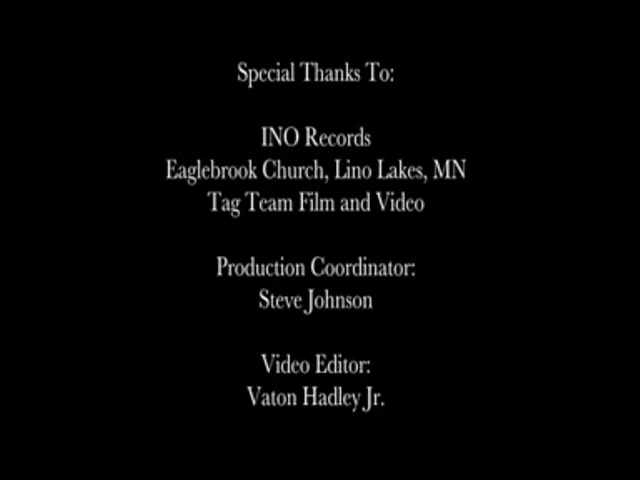 Special Thanks To:
INO Records
Eaglebrook Church, Lino Lakes, MN
Tag Team Film and Video
Production Coordinator:
Steve Johnson
Video Editor:
Vaton Hadley Jr.